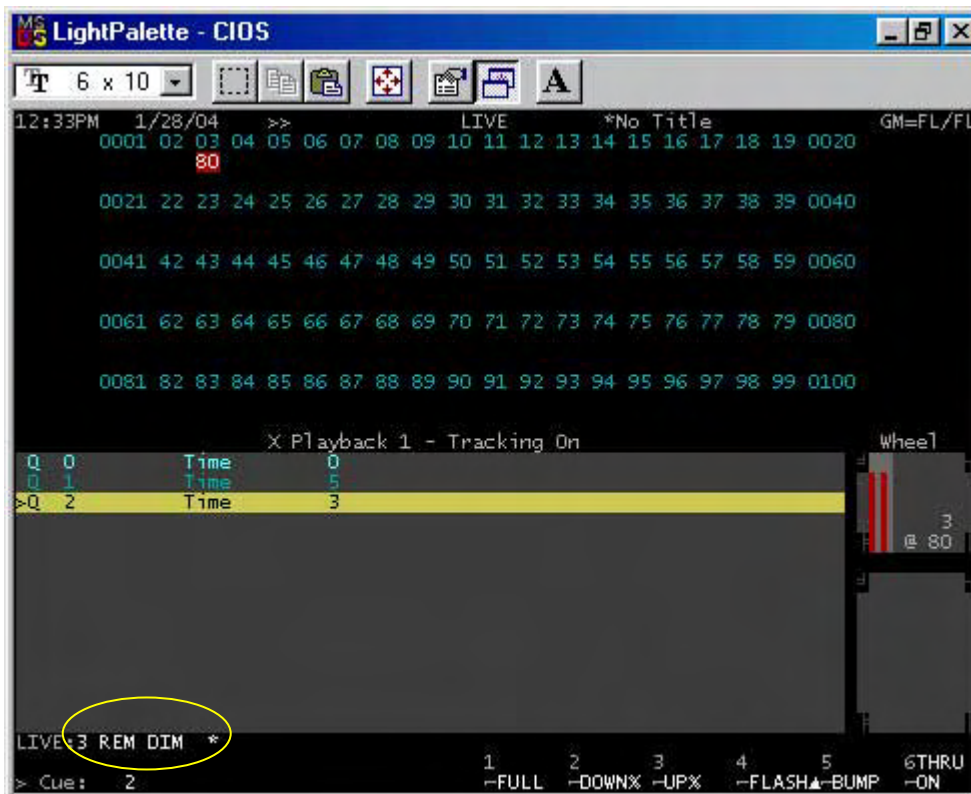 LightPalette - CIOS
6 x 10
A
12:33PM 1/28/04 >> LIVE *No Title GM=FL/FL
0001 02 03 04 05 06 07 08 09 10 11 12 13 14 15 16 17 18 19 0020
80
0021 22 23 24 25 26 27 28 29 30 31 32 33 34 35 36 37 38 39 0040
0041 42 43 44 45 46 47 48 49 50 51 52 53 54 55 56 57 58 59 0060
0061 62 63 64 65 66 67 68 69 70 71 72 73 74 75 76 77 78 79 0080
0081 82 83 84 85 86 87 88 89 90 91 92 93 94 95 96 97 98 99 0100
X Playback 1 - Tracking On
Wheel
Q 0 Time 0
Q 1 Time 5
>Q 2 Time 3
3
@ 80
LIVE:3 REM DIM *
1 2 3 4 5 6THRU
> Cue: 2 FULL DOWN% UP% FLASH▲ BUMP ON